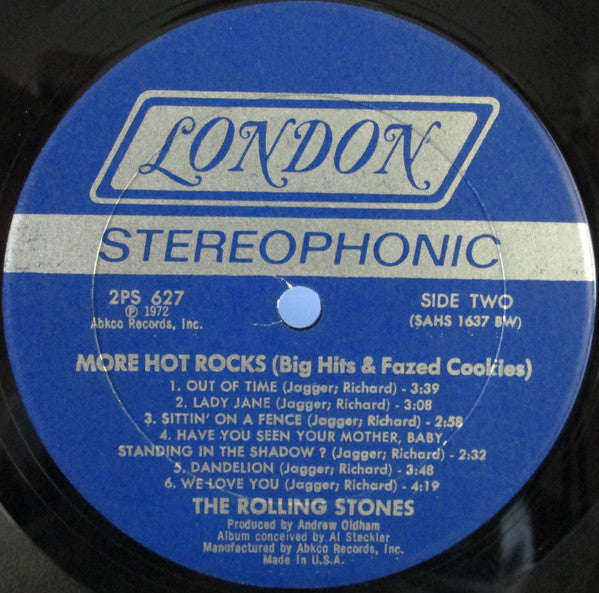 LONDON
STEREOPHONIC
2PS 627 SIDE TWO
℗ 1972 (SAHS 1637 BW)
Abkco Records, Inc.
MORE HOT ROCKS (Big Hits & Fazed Cookies)
1. OUT OF TIME (Jagger; Richard) - 3:39
2. LADY JANE (Jagger; Richard) - 3:08
3. SITTIN' ON A FENCE (Jagger; Richard) - 2:58
4. HAVE YOU SEEN YOUR MOTHER, BABY,
STANDING IN THE SHADOW? (Jagger; Richard) - 2:32
5. DANDELION (Jagger; Richard) - 3:48
6. WE LOVE YOU (Jagger; Richard) - 4:19
THE ROLLING STONES
Produced by Andrew Oldham
Album conceived by Al Steckler
Manufactured by Abkco Records, Inc.
Made in U.S.A.